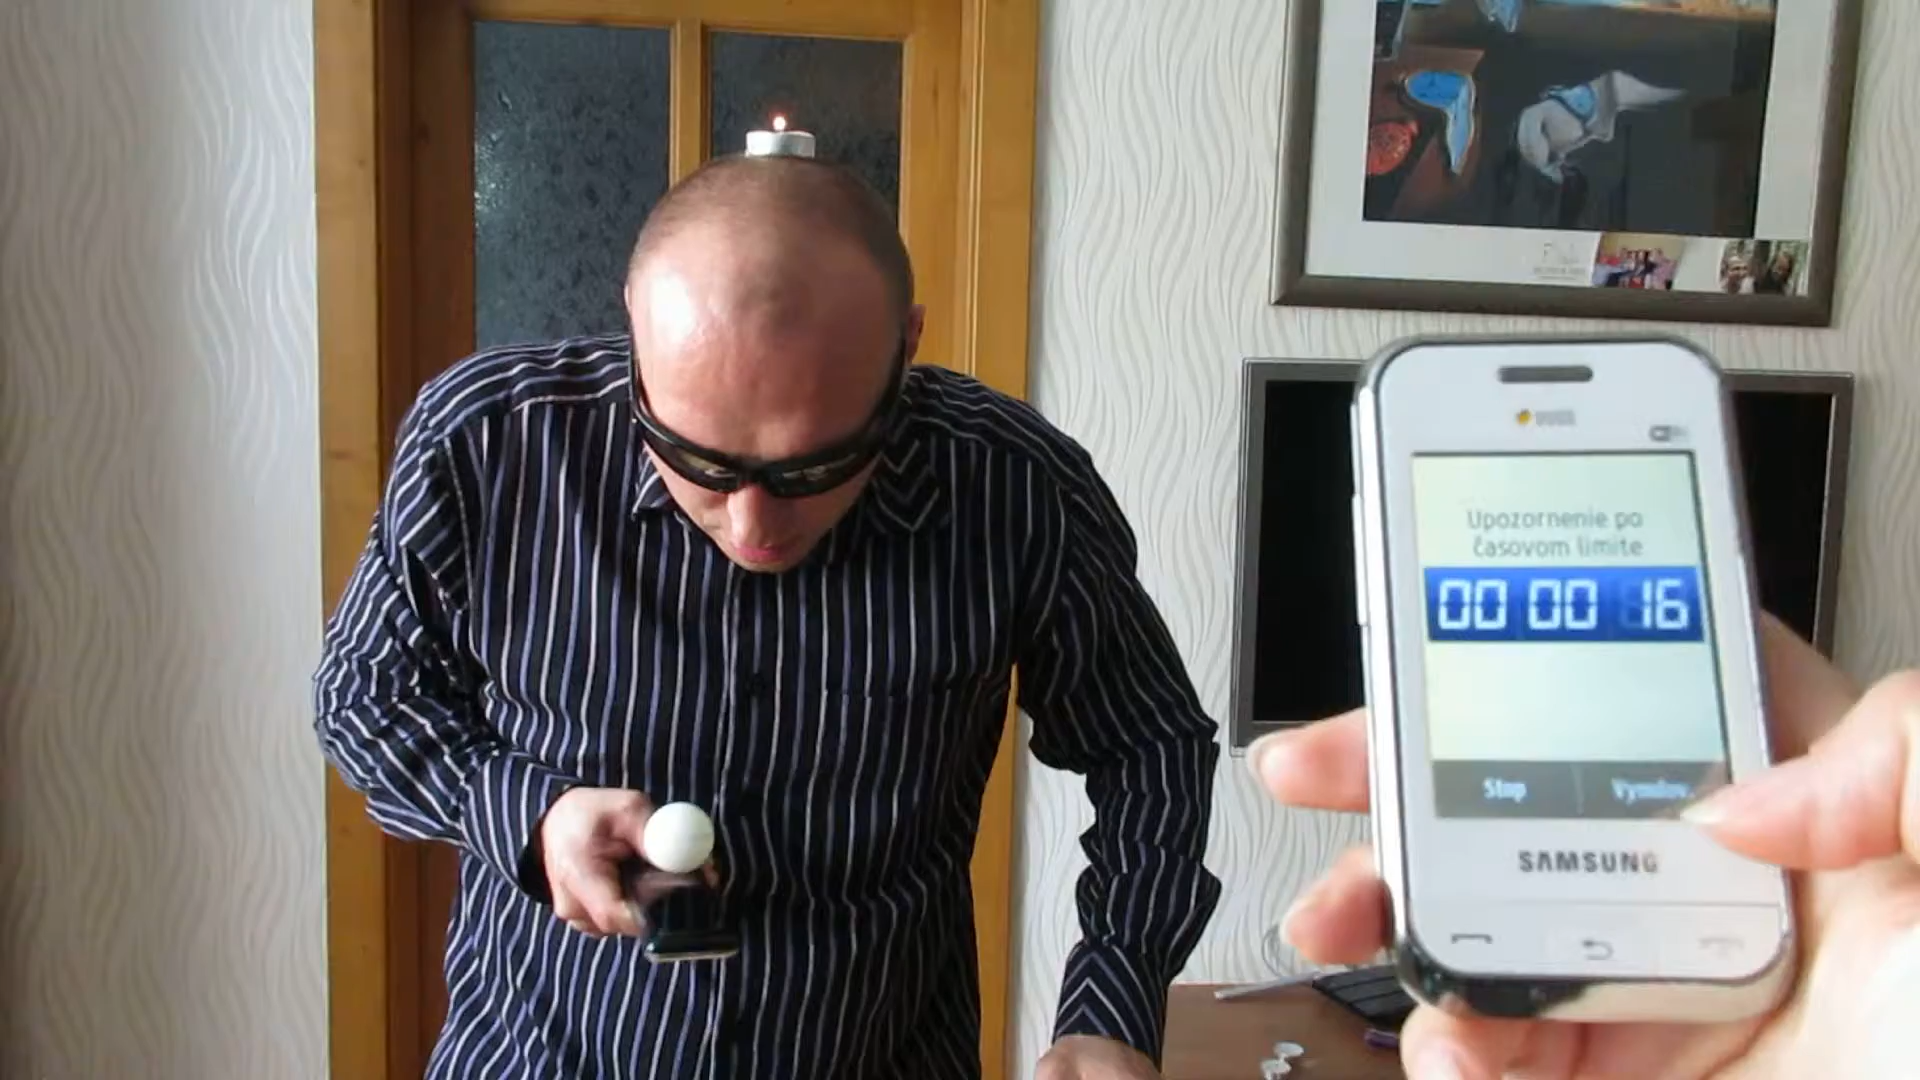 Upozornenie po
časovom limite
00 00 16
Stop
SAMSUNG